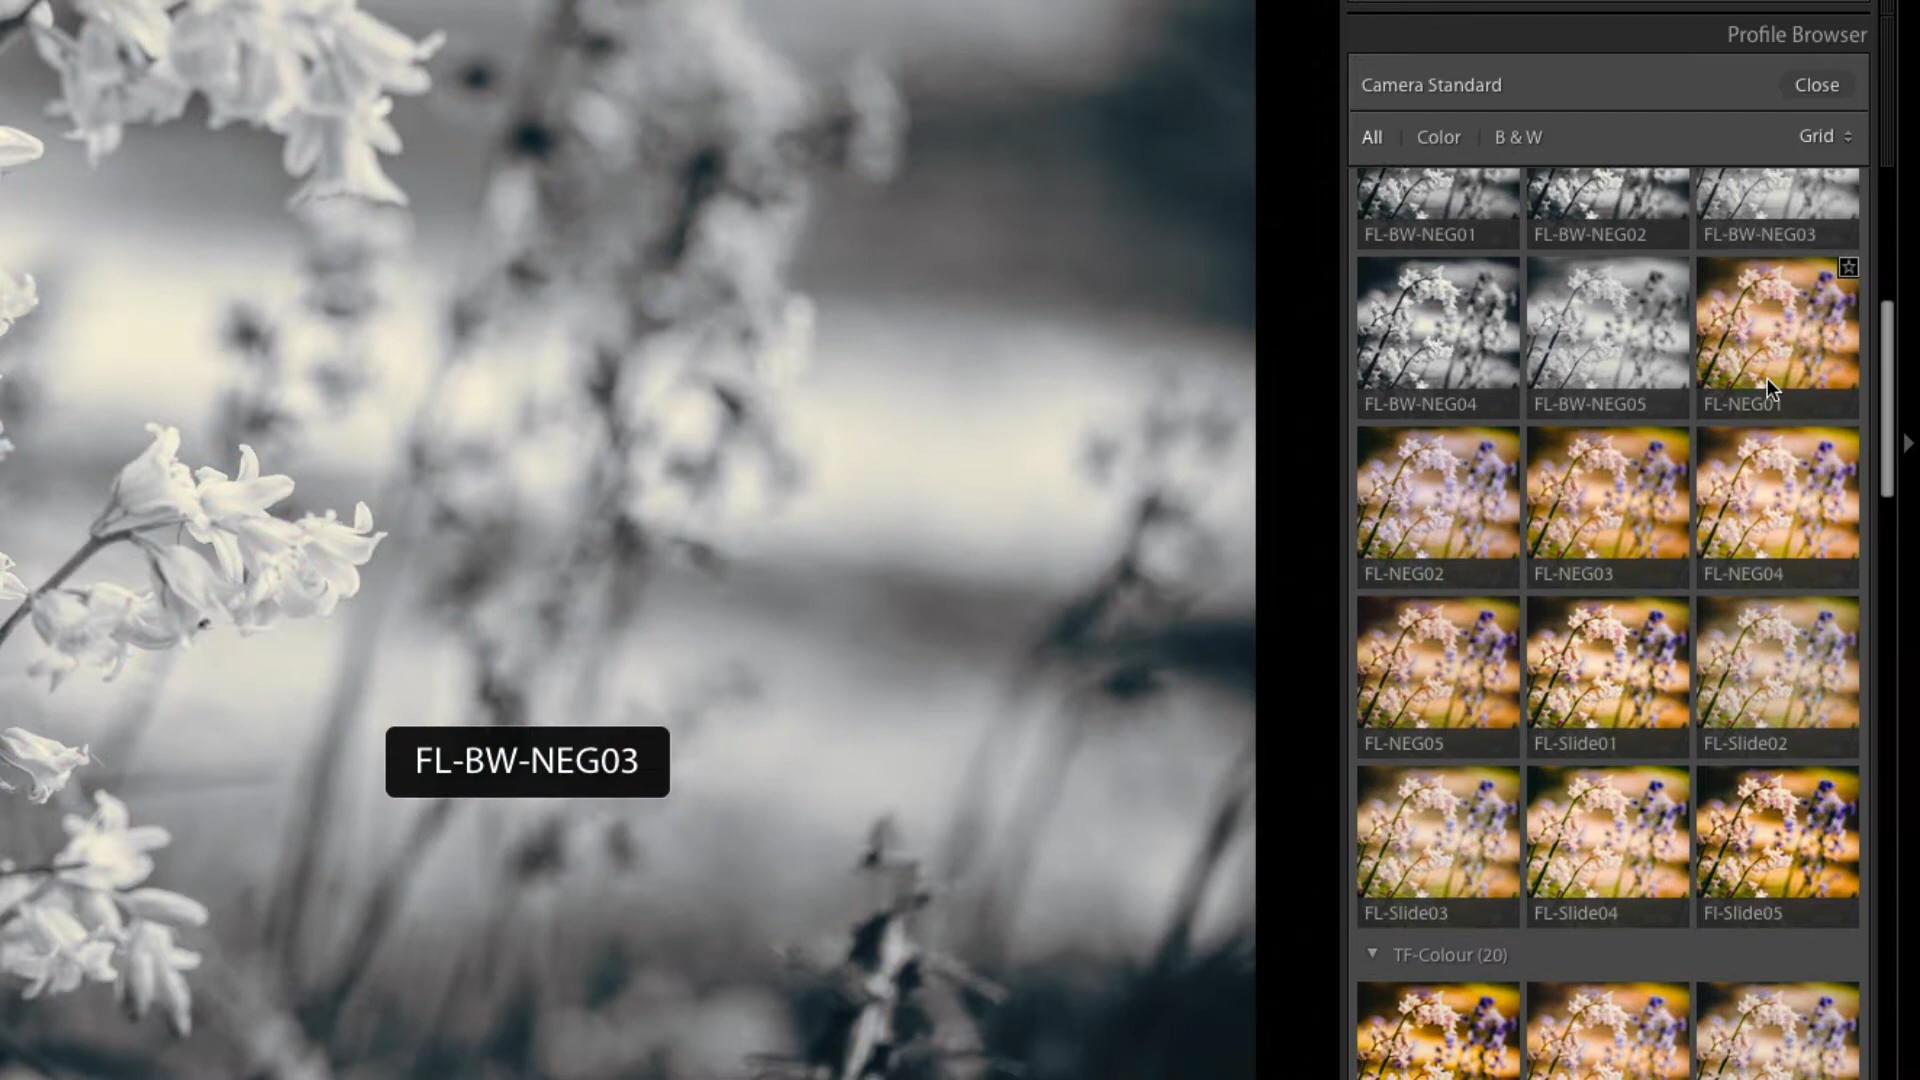 Profile Browser
Camera Standard Close
All Color B & W Grid
FL-BW-NEG01 FL-BW-NEG02 FL-BW-NEG03
FL-BW-NEG04 FL-BW-NEG05 FL-NEG01
FL-NEG02 FL-NEG03 FL-NEG04
FL-NEG05 FL-Slide01 FL-Slide02
FL-BW-NEG03
FL-Slide03 FL-Slide04 Fl-Slide05
TF-Colour (20)